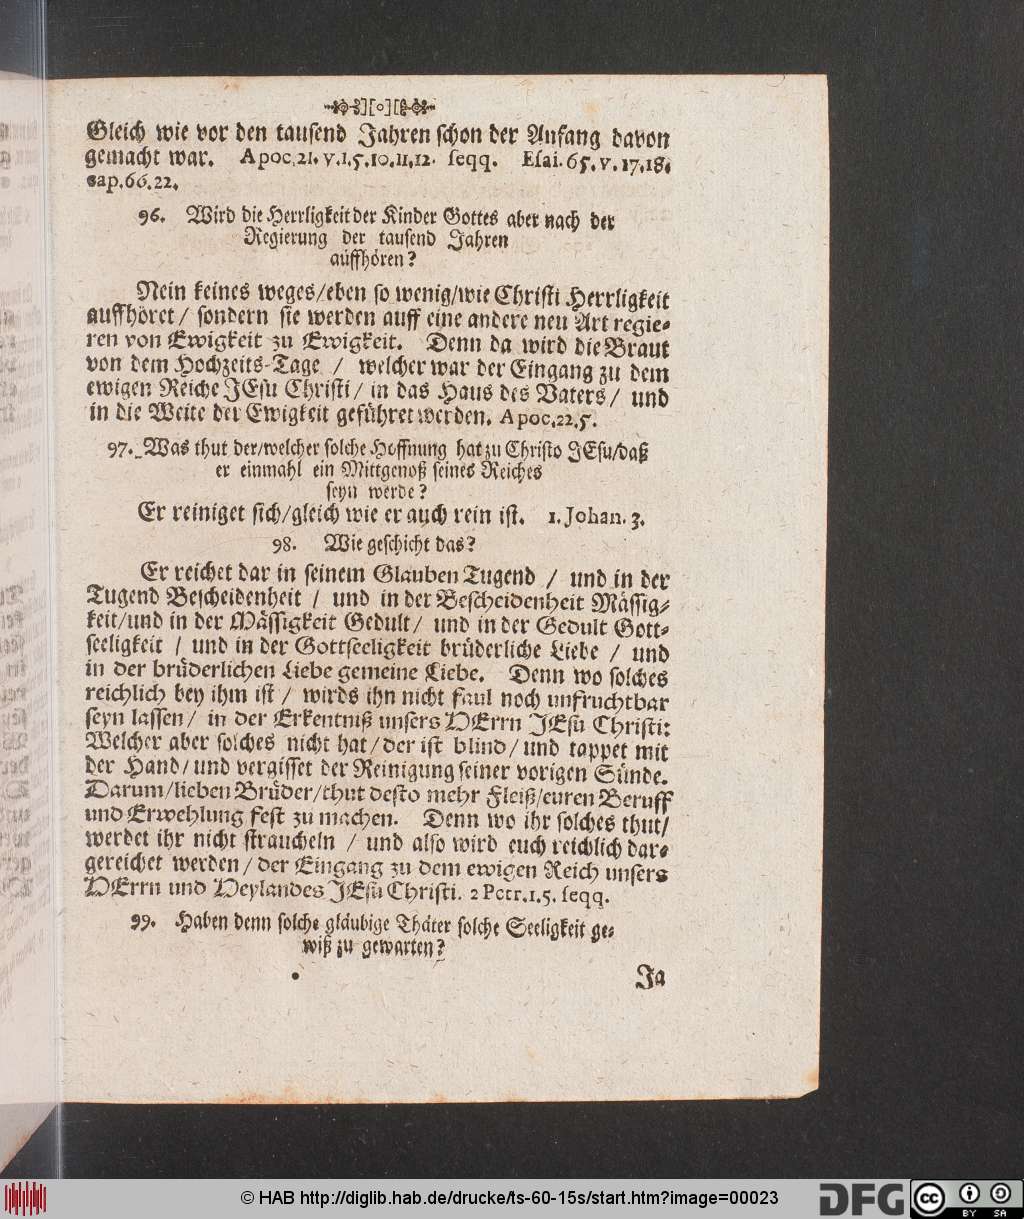 Gleich wie vor den tausend Jahren schon der Anfang davon
gemacht war. Apoc. 21. v. 1. 5. 10. 11. 12. seqq. Esai. 65. v. 17. 18.
cap. 66. 22.
96. Wird die Herrligkeit der Kinder Gottes aber nach der
Regierung der tausend Jahren
auffhören?
Nein keines weges/eben so wenig/wie Christi Herrligkeit
auffhöret/ sondern sie werden auff eine andere neu Art regie-
ren von Ewigkeit zu Ewigkeit. Denn da wird die Braut
von dem Hochzeits-Tage / welcher war der Eingang zu dem
ewigen Reiche JEsu Christi/ in das Haus des Vaters/ und
in die Weite der Ewigkeit geführet werden. Apoc. 22. 5.
97. Was thut der/welcher solche Hoffnung hat zu Christo JEsu/daß
er einmahl ein Mittgenoß seines Reiches
seyn werde?
Er reiniget sich/gleich wie er auch rein ist. 1. Johan. 3.
98. Wie geschicht das?
Er reichet dar in seinem Glauben Tugend / und in der
Tugend Bescheidenheit / und in der Bescheidenheit Mässig-
keit/und in der Mässigkeit Gedult/ und in der Gedult Gott-
seeligkeit / und in der Gottseeligkeit brüderliche Liebe / und
in der brüderlichen Liebe gemeine Liebe. Denn wo solches
reichlich bey ihm ist / wirds ihn nicht faul noch unfruchtbar
seyn lassen/ in der Erkentniß unsers HErrn JEsu Christi:
Welcher aber solches nicht hat/der ist blind/und tappet mit
der Hand/und vergisset der Reinigung seiner vorigen Sünde.
Darum/lieben Brüder/thut desto mehr Fleiß/euren Beruff
und Erwehlung fest zu machen. Denn wo ihr solches thut/
werdet ihr nicht straucheln / und also wird euch reichlich dar-
gereichet werden/der Eingang zu dem ewigen Reich unsers
HErrn und Heylandes JEsu Christi. 2 Petr. 1. 5. seqq.
99. Haben denn solche gläubige Thäter solche Seeligkeit ge-
wiß zu gewarten?
Ja
© HAB http://diglib.hab.de/drucke/ts-60-15s/start.htm?image=00023
DFG
cc BY SA